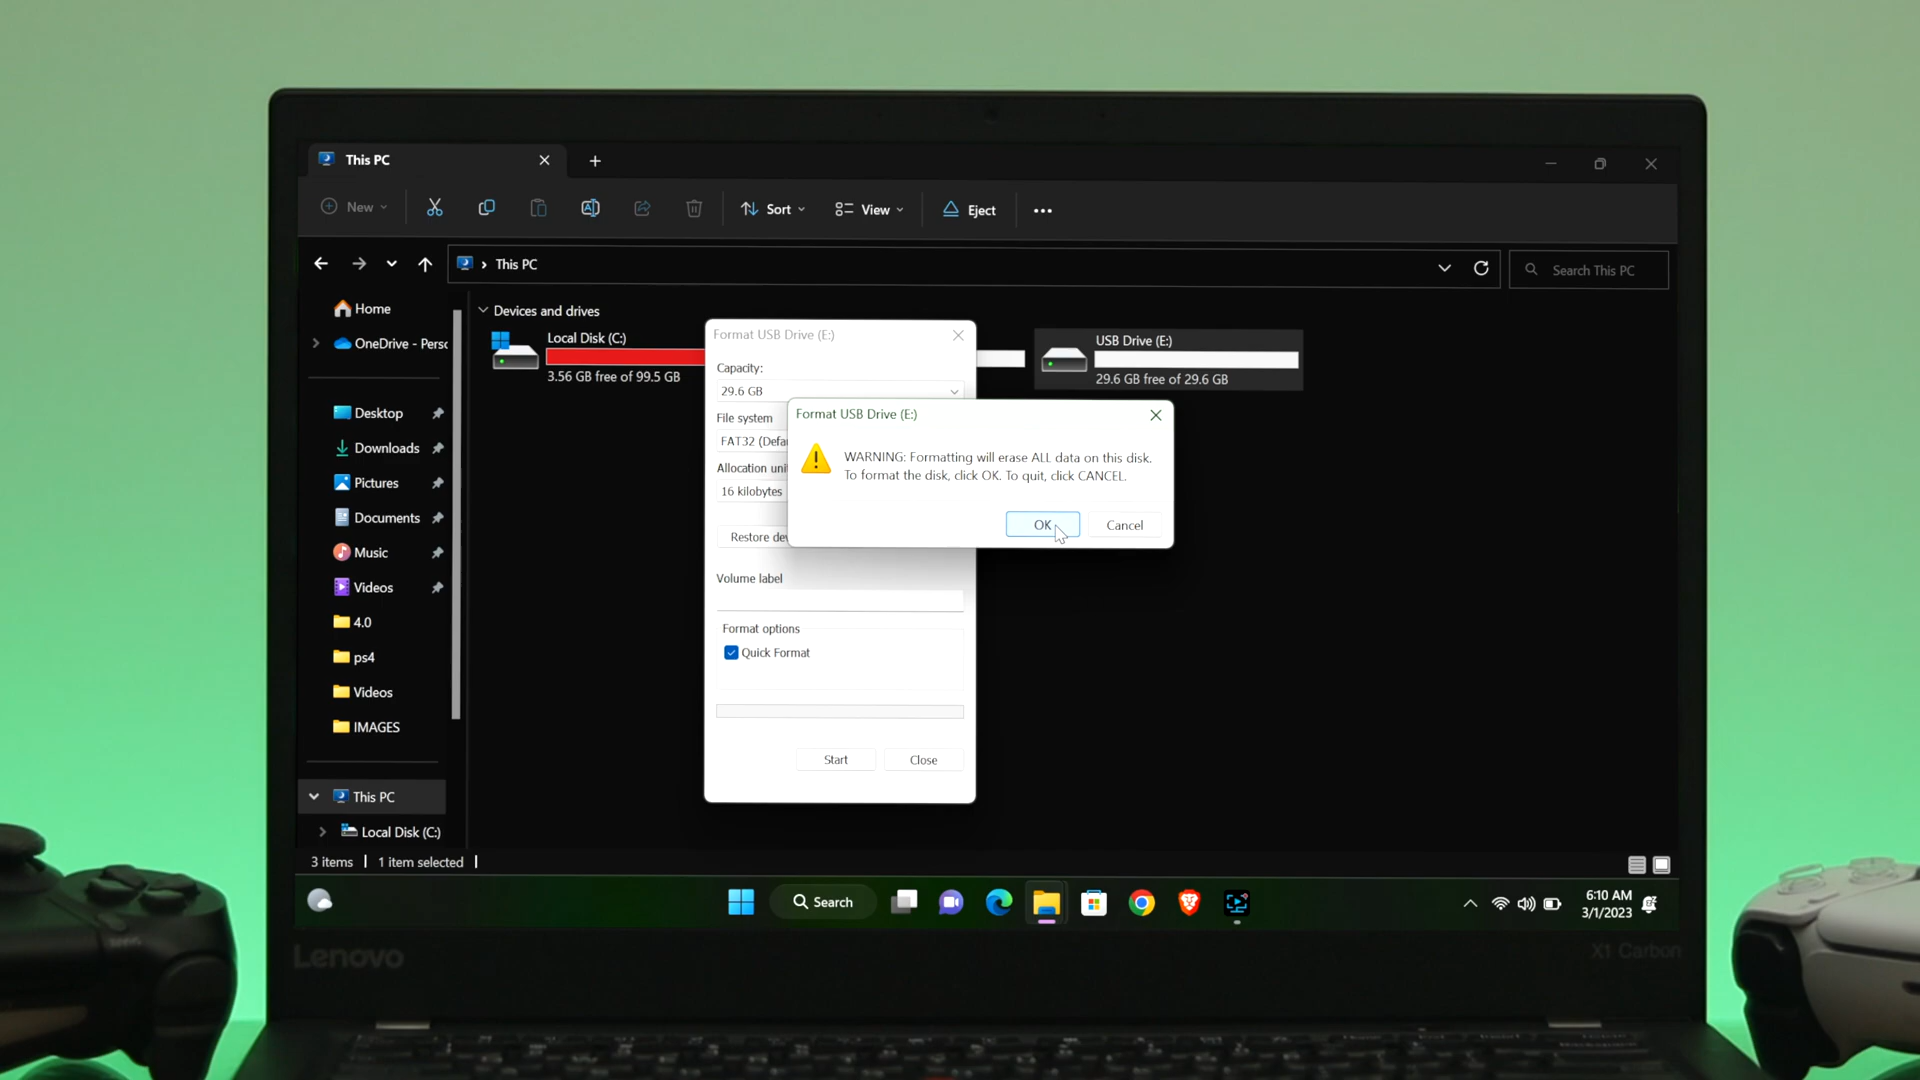 This PC
New
Sort
View
Eject
This PC
Search This PC
Home
OneDrive - Perso
Desktop
Downloads
Pictures
Documents
Music
Videos
4.0
ps4
Videos
IMAGES
This PC
Local Disk (C:)
Devices and drives
Local Disk (C:)
3.56 GB free of 99.5 GB
USB Drive (E:)
29.6 GB free of 29.6 GB
Format USB Drive (E:)
Capacity:
29.6 GB
File system
FAT32 (Defau
Allocation uni
16 kilobytes
Restore dev
Volume label
Format options
Quick Format
Start
Close
Format USB Drive (E:)
WARNING: Formatting will erase ALL data on this disk.
To format the disk, click OK. To quit, click CANCEL.
OK
Cancel
3 items
1 item selected
Search
6:10 AM
3/1/2023
Lenovo
X1 Carbon